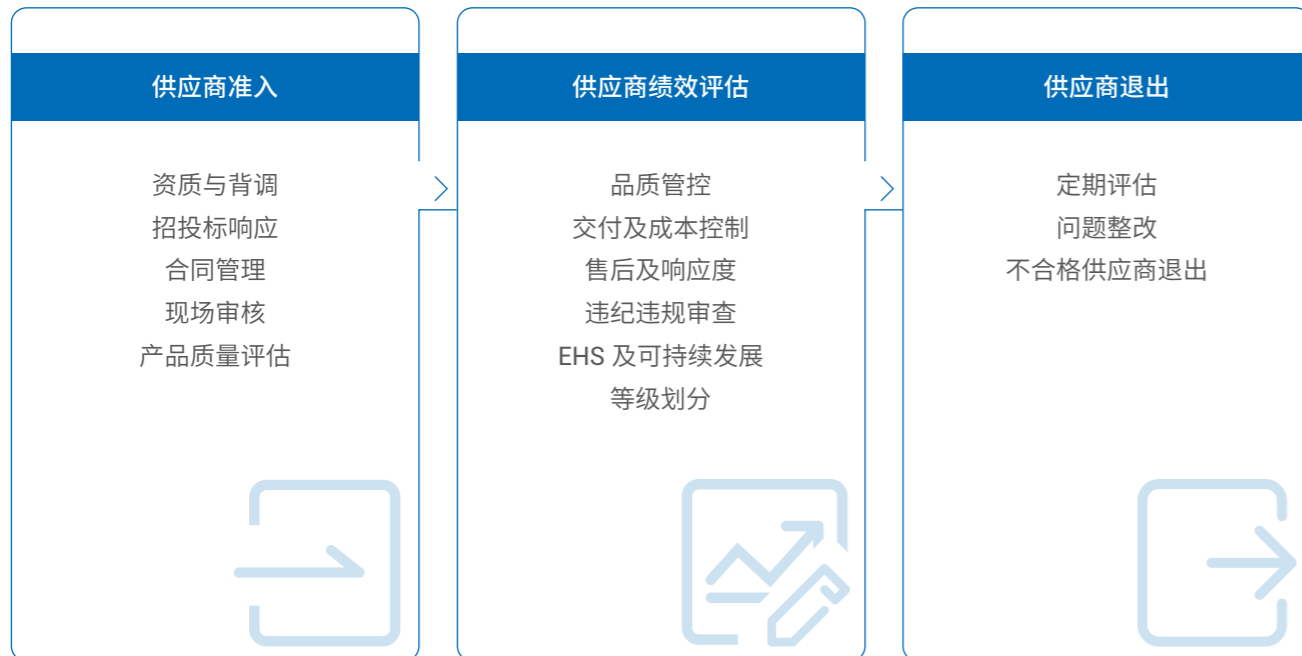 供应商准入
资质与背调
招投标响应
合同管理
现场审核
产品质量评估
供应商绩效评估
品质管控
交付及成本控制
售后及响应度
违纪违规审查
EHS 及可持续发展
等级划分
供应商退出
定期评估
问题整改
不合格供应商退出